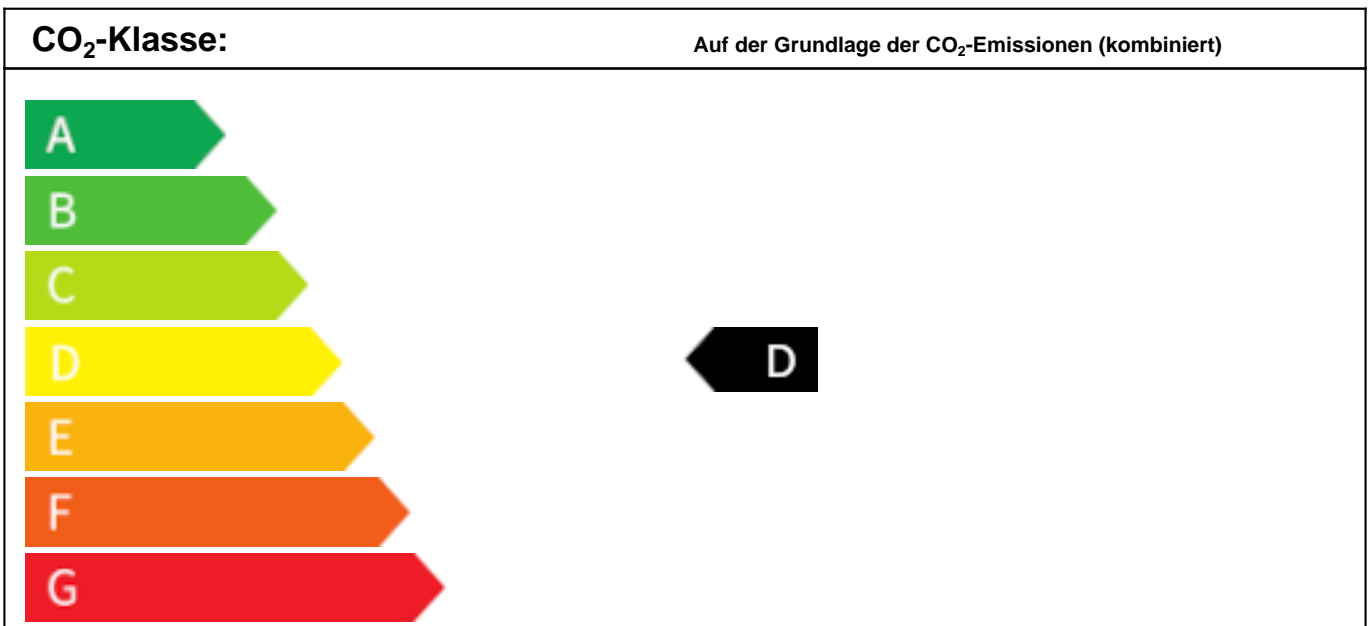 CO₂-Klasse: Auf der Grundlage der CO₂-Emissionen (kombiniert)
A
B
C
D D
E
F
G